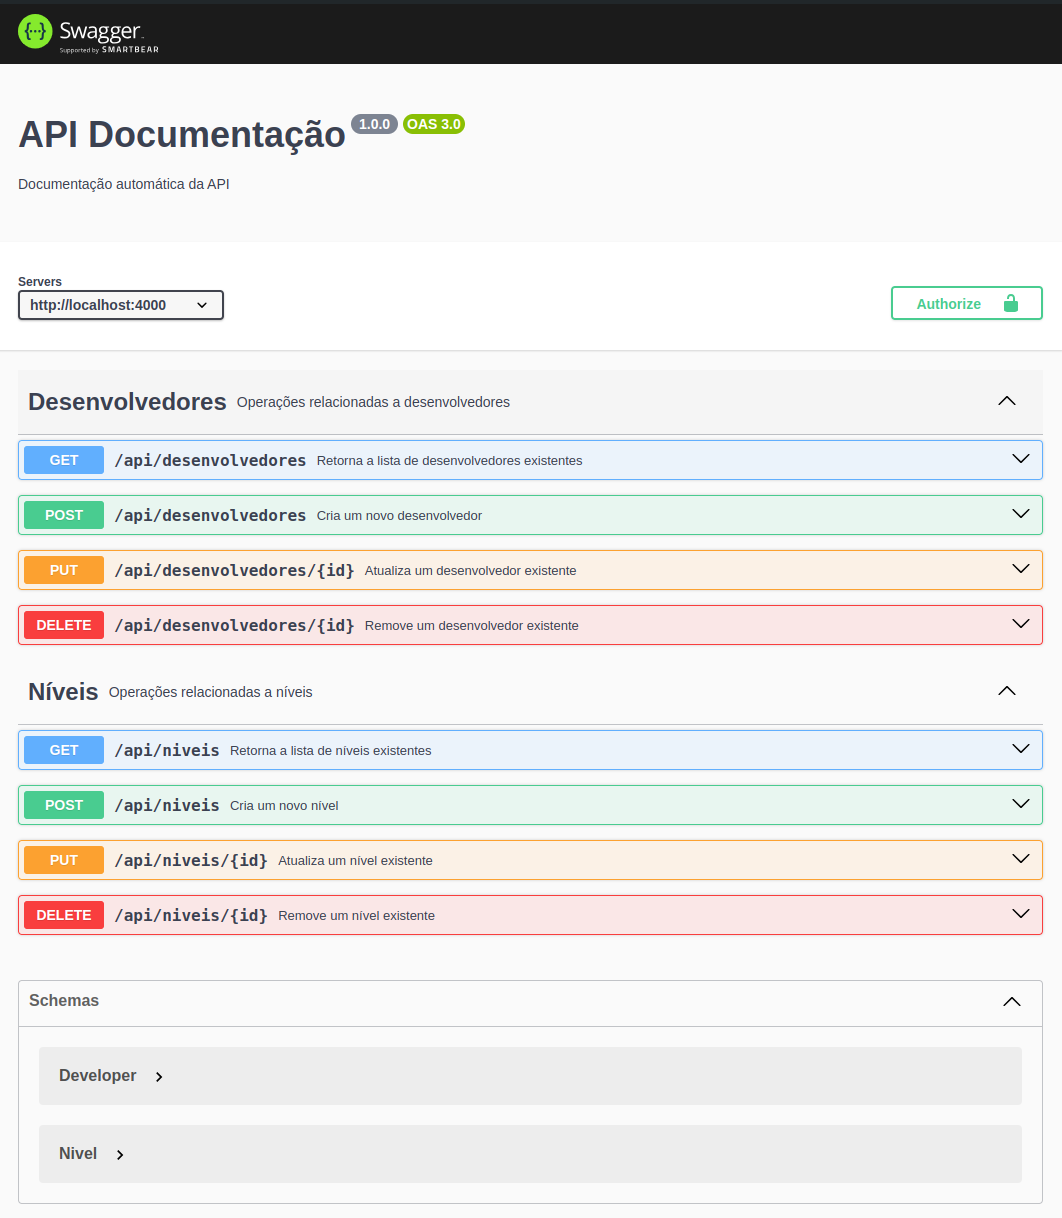 {···} Swagger
Supported by SMARTBEAR
API Documentação 1.0.0 OAS 3.0
Documentação automática da API
Servers
http://localhost:4000
Authorize
Desenvolvedores Operações relacionadas a desenvolvedores
GET /api/desenvolvedores Retorna a lista de desenvolvedores existentes
POST /api/desenvolvedores Cria um novo desenvolvedor
PUT /api/desenvolvedores/{id} Atualiza um desenvolvedor existente
DELETE /api/desenvolvedores/{id} Remove um desenvolvedor existente
Níveis Operações relacionadas a níveis
GET /api/niveis Retorna a lista de níveis existentes
POST /api/niveis Cria um novo nível
PUT /api/niveis/{id} Atualiza um nível existente
DELETE /api/niveis/{id} Remove um nível existente
Schemas
Developer
Nivel